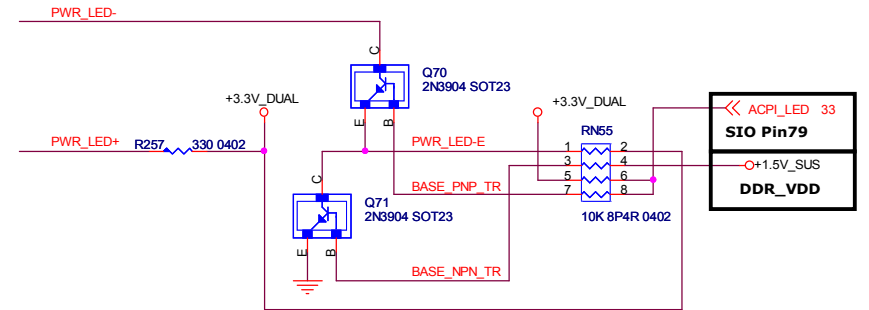 PWR_LED-
C
Q70
2N3904 SOT23
+3.3V_DUAL
+3.3V_DUAL
ACPI_LED 33
E
B
RN55
SIO Pin79
PWR_LED+
R257
330 0402
PWR_LED-E
1
2
3
4
+1.5V_SUS
5
6
C
BASE_PNP_TR
7
8
DDR_VDD
Q71
2N3904 SOT23
10K 8P4R 0402
E
B
BASE_NPN_TR